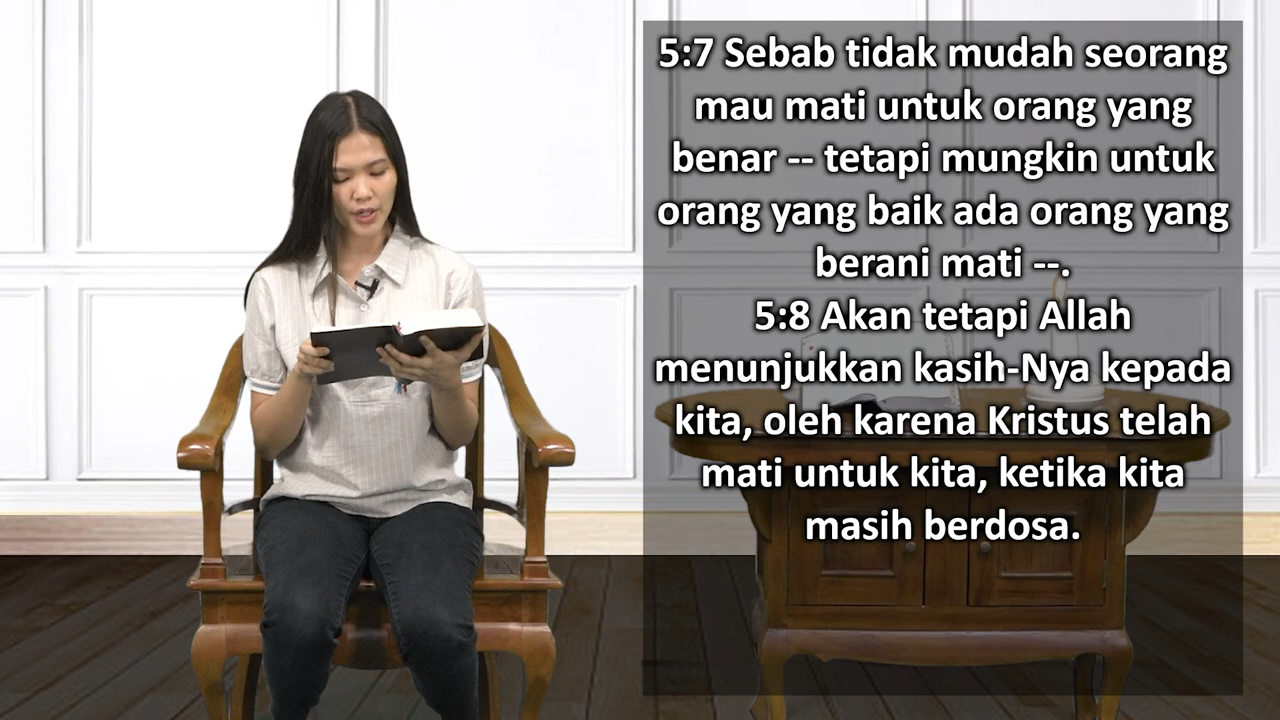 5:7 Sebab tidak mudah seorang
mau mati untuk orang yang
benar -- tetapi mungkin untuk
orang yang baik ada orang yang
berani mati --.
5:8 Akan tetapi Allah
menunjukkan kasih-Nya kepada
kita, oleh karena Kristus telah
mati untuk kita, ketika kita
masih berdosa.